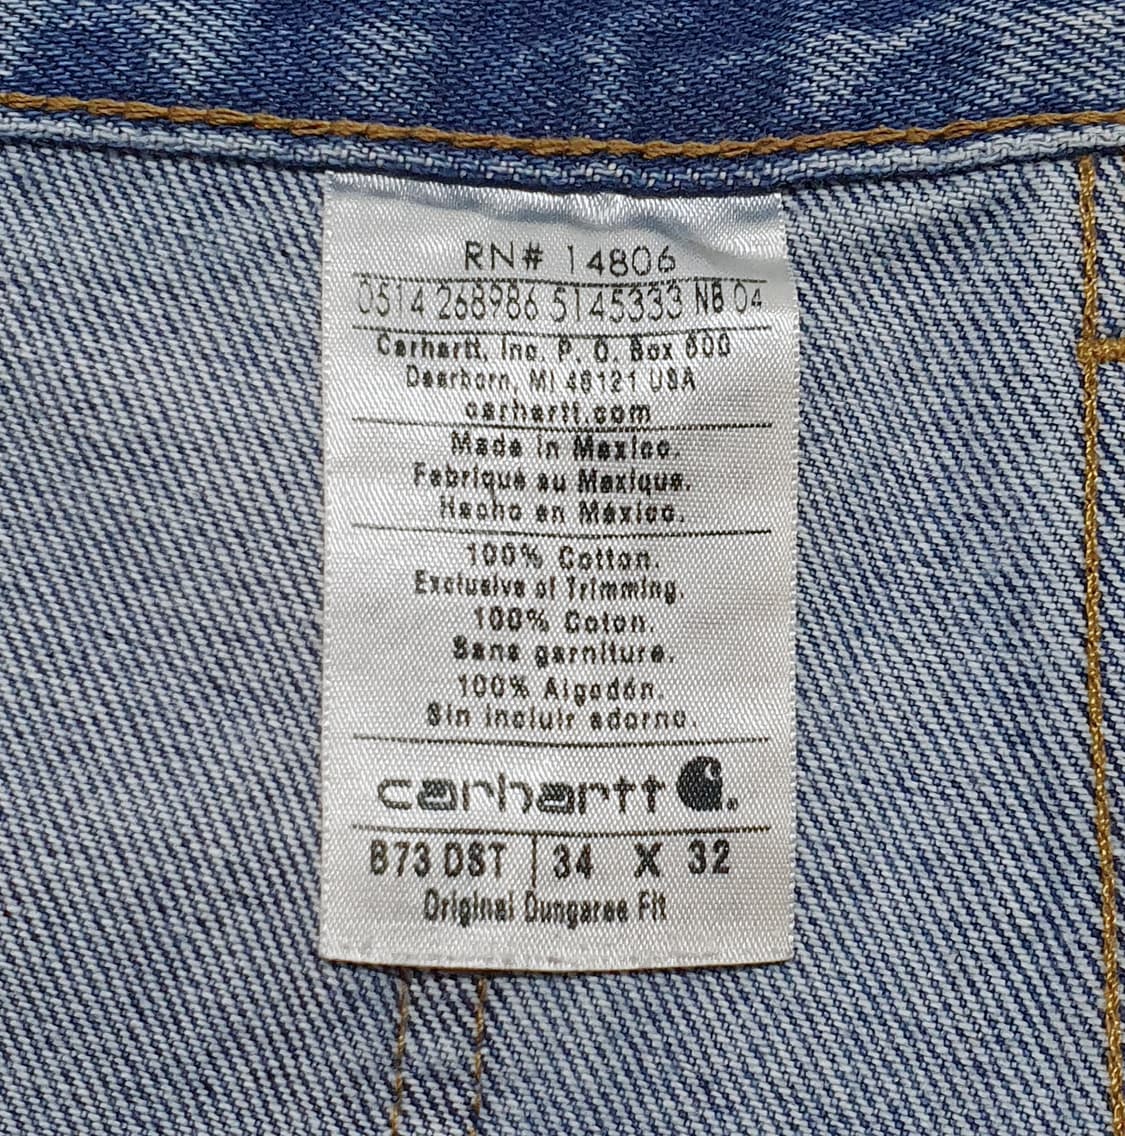 RN# 14806
0514 268986 5145333 NB 04
Carhartt, Inc. P. O. Box 600
Dearborn, MI 48121 USA
carhartt.com
Made in Mexico.
Fabriqué au Mexique.
Hecho en México.
100% Cotton.
Exclusive of Trimming.
100% Coton.
Sans garniture.
100% Algodón.
Sin incluir adorno.
carhartt
B73 DST | 34 X 32
Original Dungaree Fit